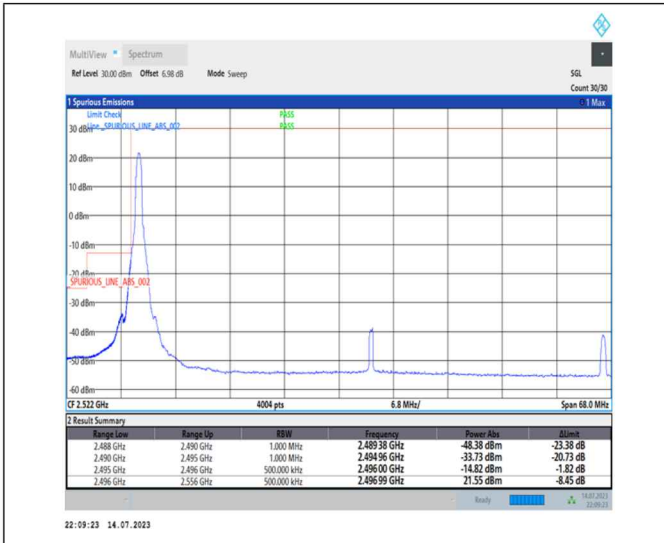 MultiView Spectrum
Ref Level 30.00 dBm Offset 6.98 dB Mode Sweep SGL
Count 30/30
1 Spurious Emissions 1 Max
Limit Check PASS
Line _SPURIOUS_LINE_ABS_002 PASS
30 dBm
20 dBm
10 dBm
0 dBm
-10 dBm
-20 dBm
_SPURIOUS_LINE_ABS_002
-30 dBm
-40 dBm
-50 dBm
-60 dBm
CF 2.522 GHz 4004 pts 6.8 MHz/ Span 68.0 MHz
2 Result Summary
Range Low Range Up RBW Frequency Power Abs ΔLimit
2.488 GHz 2.490 GHz 1.000 MHz 2.489 38 GHz -48.38 dBm -23.38 dB
2.490 GHz 2.495 GHz 1.000 MHz 2.494 96 GHz -33.73 dBm -20.73 dB
2.495 GHz 2.496 GHz 500.000 kHz 2.496 00 GHz -14.82 dBm -1.82 dB
2.496 GHz 2.556 GHz 500.000 kHz 2.496 99 GHz 21.55 dBm -8.45 dB
Ready 14.07.2023
22:09:23
22:09:23 14.07.2023